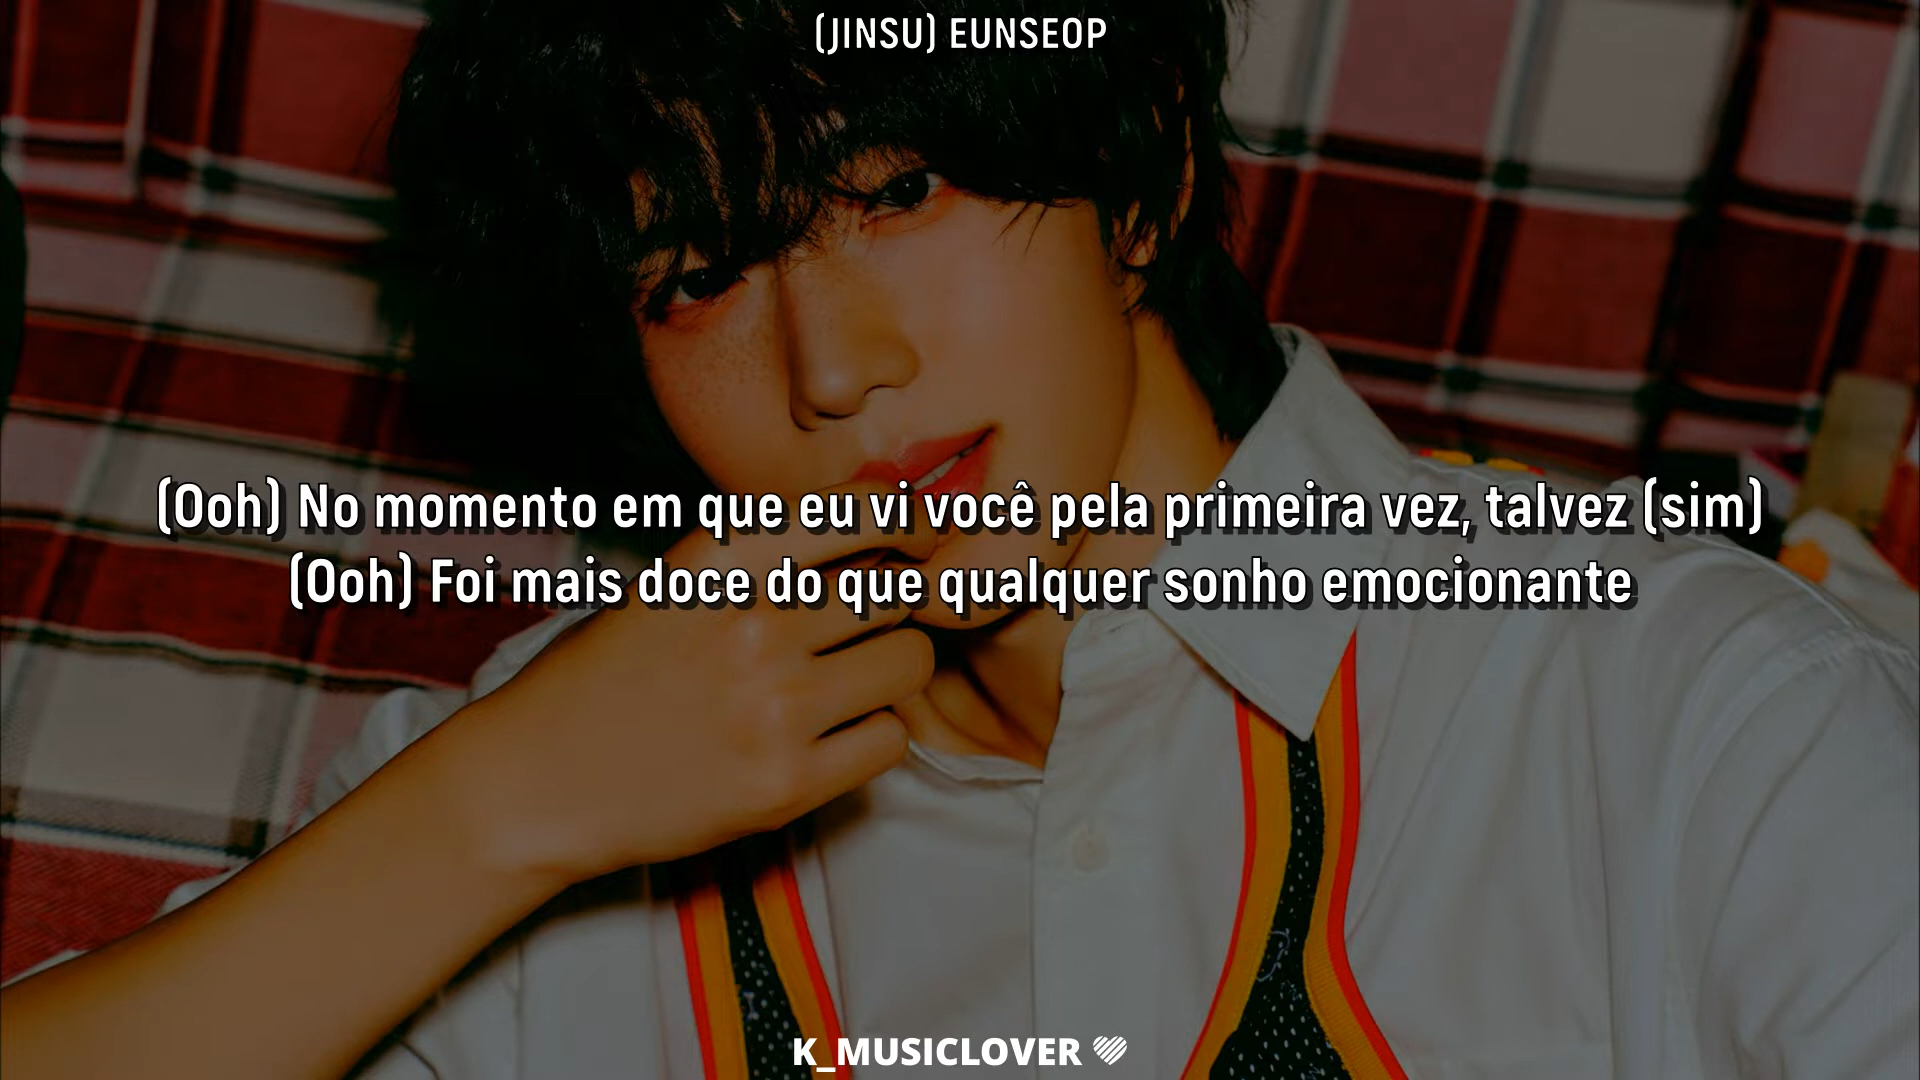 (JINSU) EUNSEOP
(Ooh) No momento em que eu vi você pela primeira vez, talvez (sim)
(Ooh) Foi mais doce do que qualquer sonho emocionante
K_MUSICLOVER